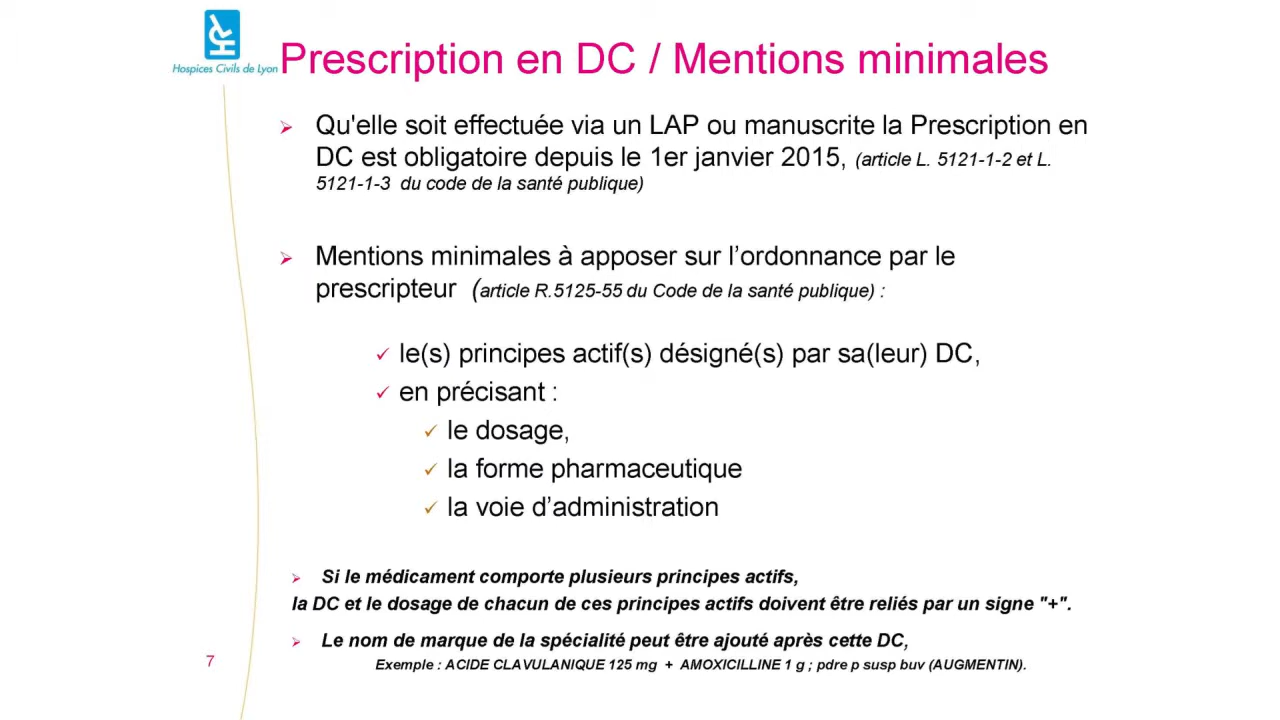 Hospices Civils de Lyon
Prescription en DC / Mentions minimales
Qu'elle soit effectuée via un LAP ou manuscrite la Prescription en
DC est obligatoire depuis le 1er janvier 2015, (article L. 5121-1-2 et L.
5121-1-3 du code de la santé publique)
Mentions minimales à apposer sur l’ordonnance par le
prescripteur (article R.5125-55 du Code de la santé publique) :
le(s) principes actif(s) désigné(s) par sa(leur) DC,
en précisant :
le dosage,
la forme pharmaceutique
la voie d’administration
Si le médicament comporte plusieurs principes actifs,
la DC et le dosage de chacun de ces principes actifs doivent être reliés par un signe "+".
Le nom de marque de la spécialité peut être ajouté après cette DC,
Exemple : ACIDE CLAVULANIQUE 125 mg + AMOXICILLINE 1 g ; pdre p susp buv (AUGMENTIN).
7